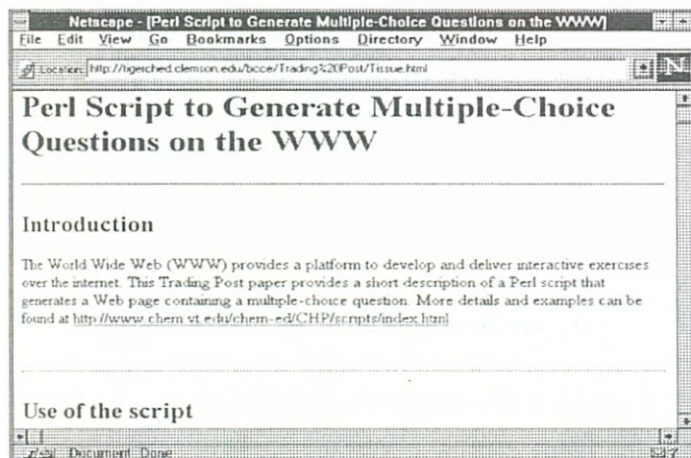 Netscape - [Perl Script to Generate Multiple-Choice Questions on the WWW]
File Edit View Go Bookmarks Options Directory Window Help
Location: http://tigerched.clemson.edu/bcce/Trading%20Post/Tissue.html
N
Perl Script to Generate Multiple-Choice
Questions on the WWW
Introduction
The World Wide Web (WWW) provides a platform to develop and deliver interactive exercises
over the internet. This Trading Post paper provides a short description of a Perl script that
generates a Web page containing a multiple-choice question. More details and examples can be
found at http://www.chem.vt.edu/chem-ed/CHP/scripts/index.html
Use of the script
Document Done